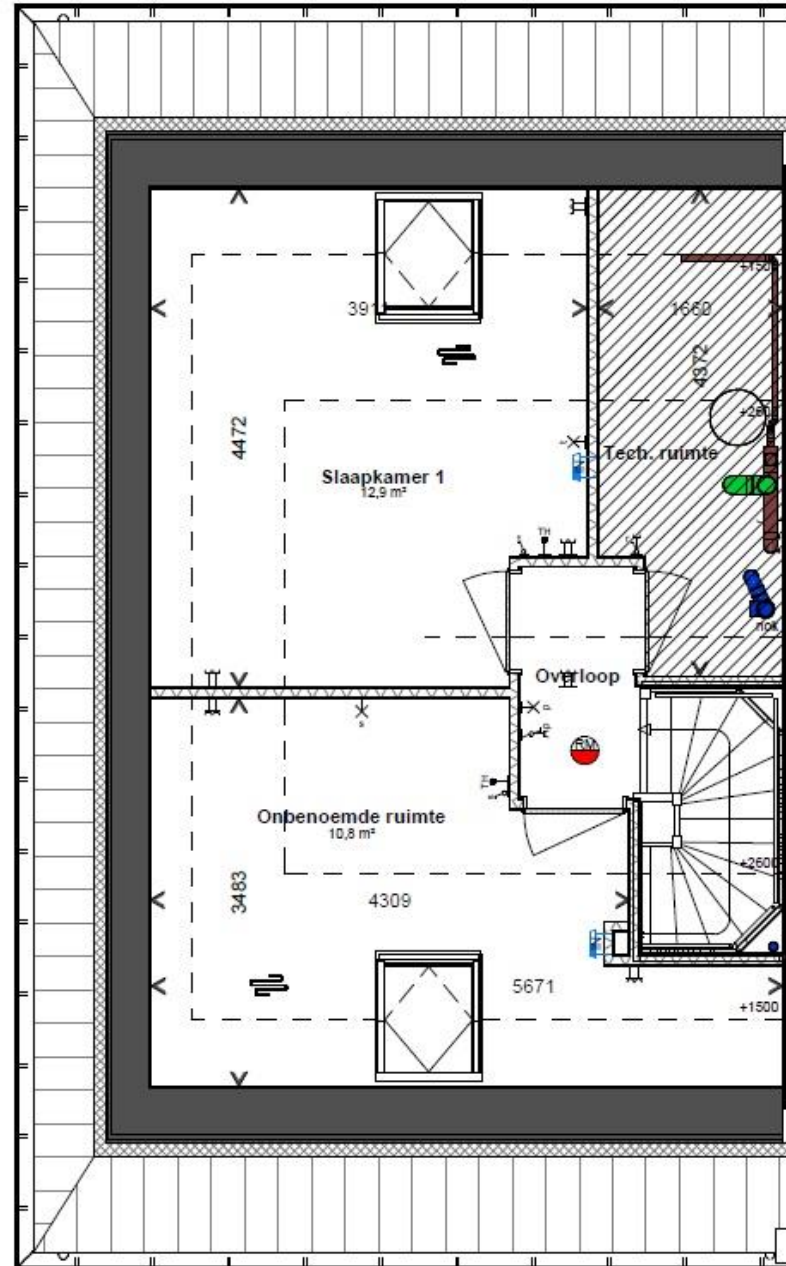 +1500
1660
4372
4472
+2600
Tech. ruimte
Slaapkamer 1
12,9 m²
TH
nok
Overloop
s
p
RM
TH
Onbenoemde ruimte
10,8 m²
+2600
3483
4309
5671
+1500